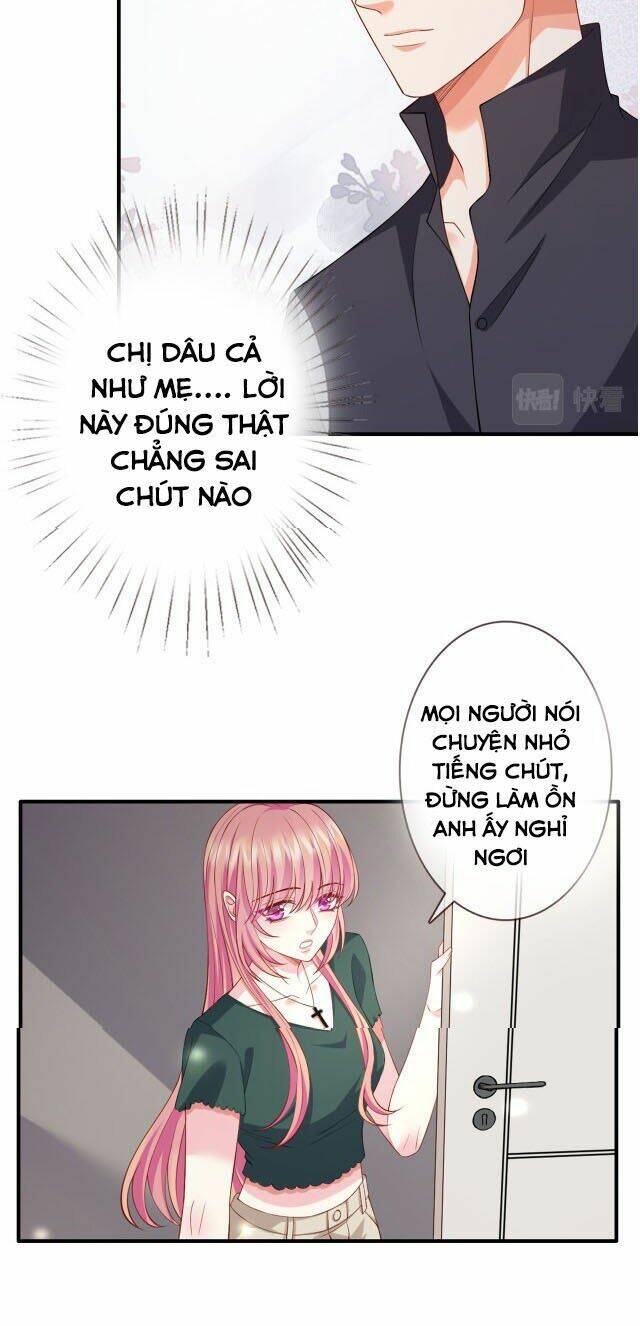 快看! 快看
CHỊ DÂU CẢ
NHƯ MẸ.... LỜI
NÀY ĐÚNG THẬT
CHẲNG SAI
CHÚT NÀO
MỌI NGƯỜI NÓI
CHUYỆN NHỎ
TIẾNG CHÚT,
ĐỪNG LÀM ỒN
ANH ẤY NGHỈ
NGƠI